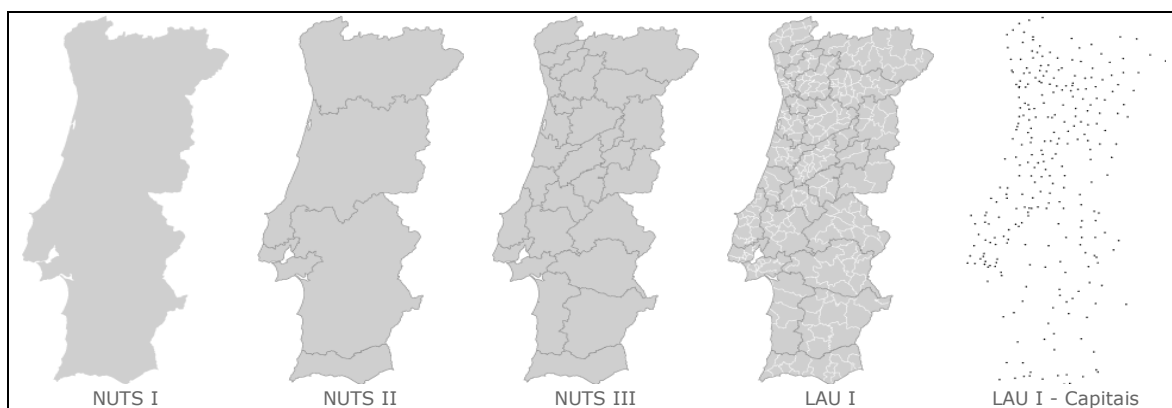 NUTS I
NUTS II
NUTS III
LAU I
LAU I - Capitais